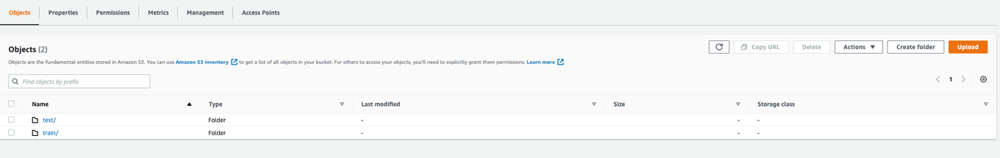 Objects Properties Permissions Metrics Management Access Points
Objects (2)
Copy URL Delete Actions Create folder Upload
Objects are the fundamental entities stored in Amazon S3. You can use Amazon S3 inventory to get a list of all objects in your bucket. For others to access your objects, you'll need to explicitly grant them permissions. Learn more
Find objects by prefix
1
Name Type Last modified Size Storage class
test/ Folder - - -
train/ Folder - - -